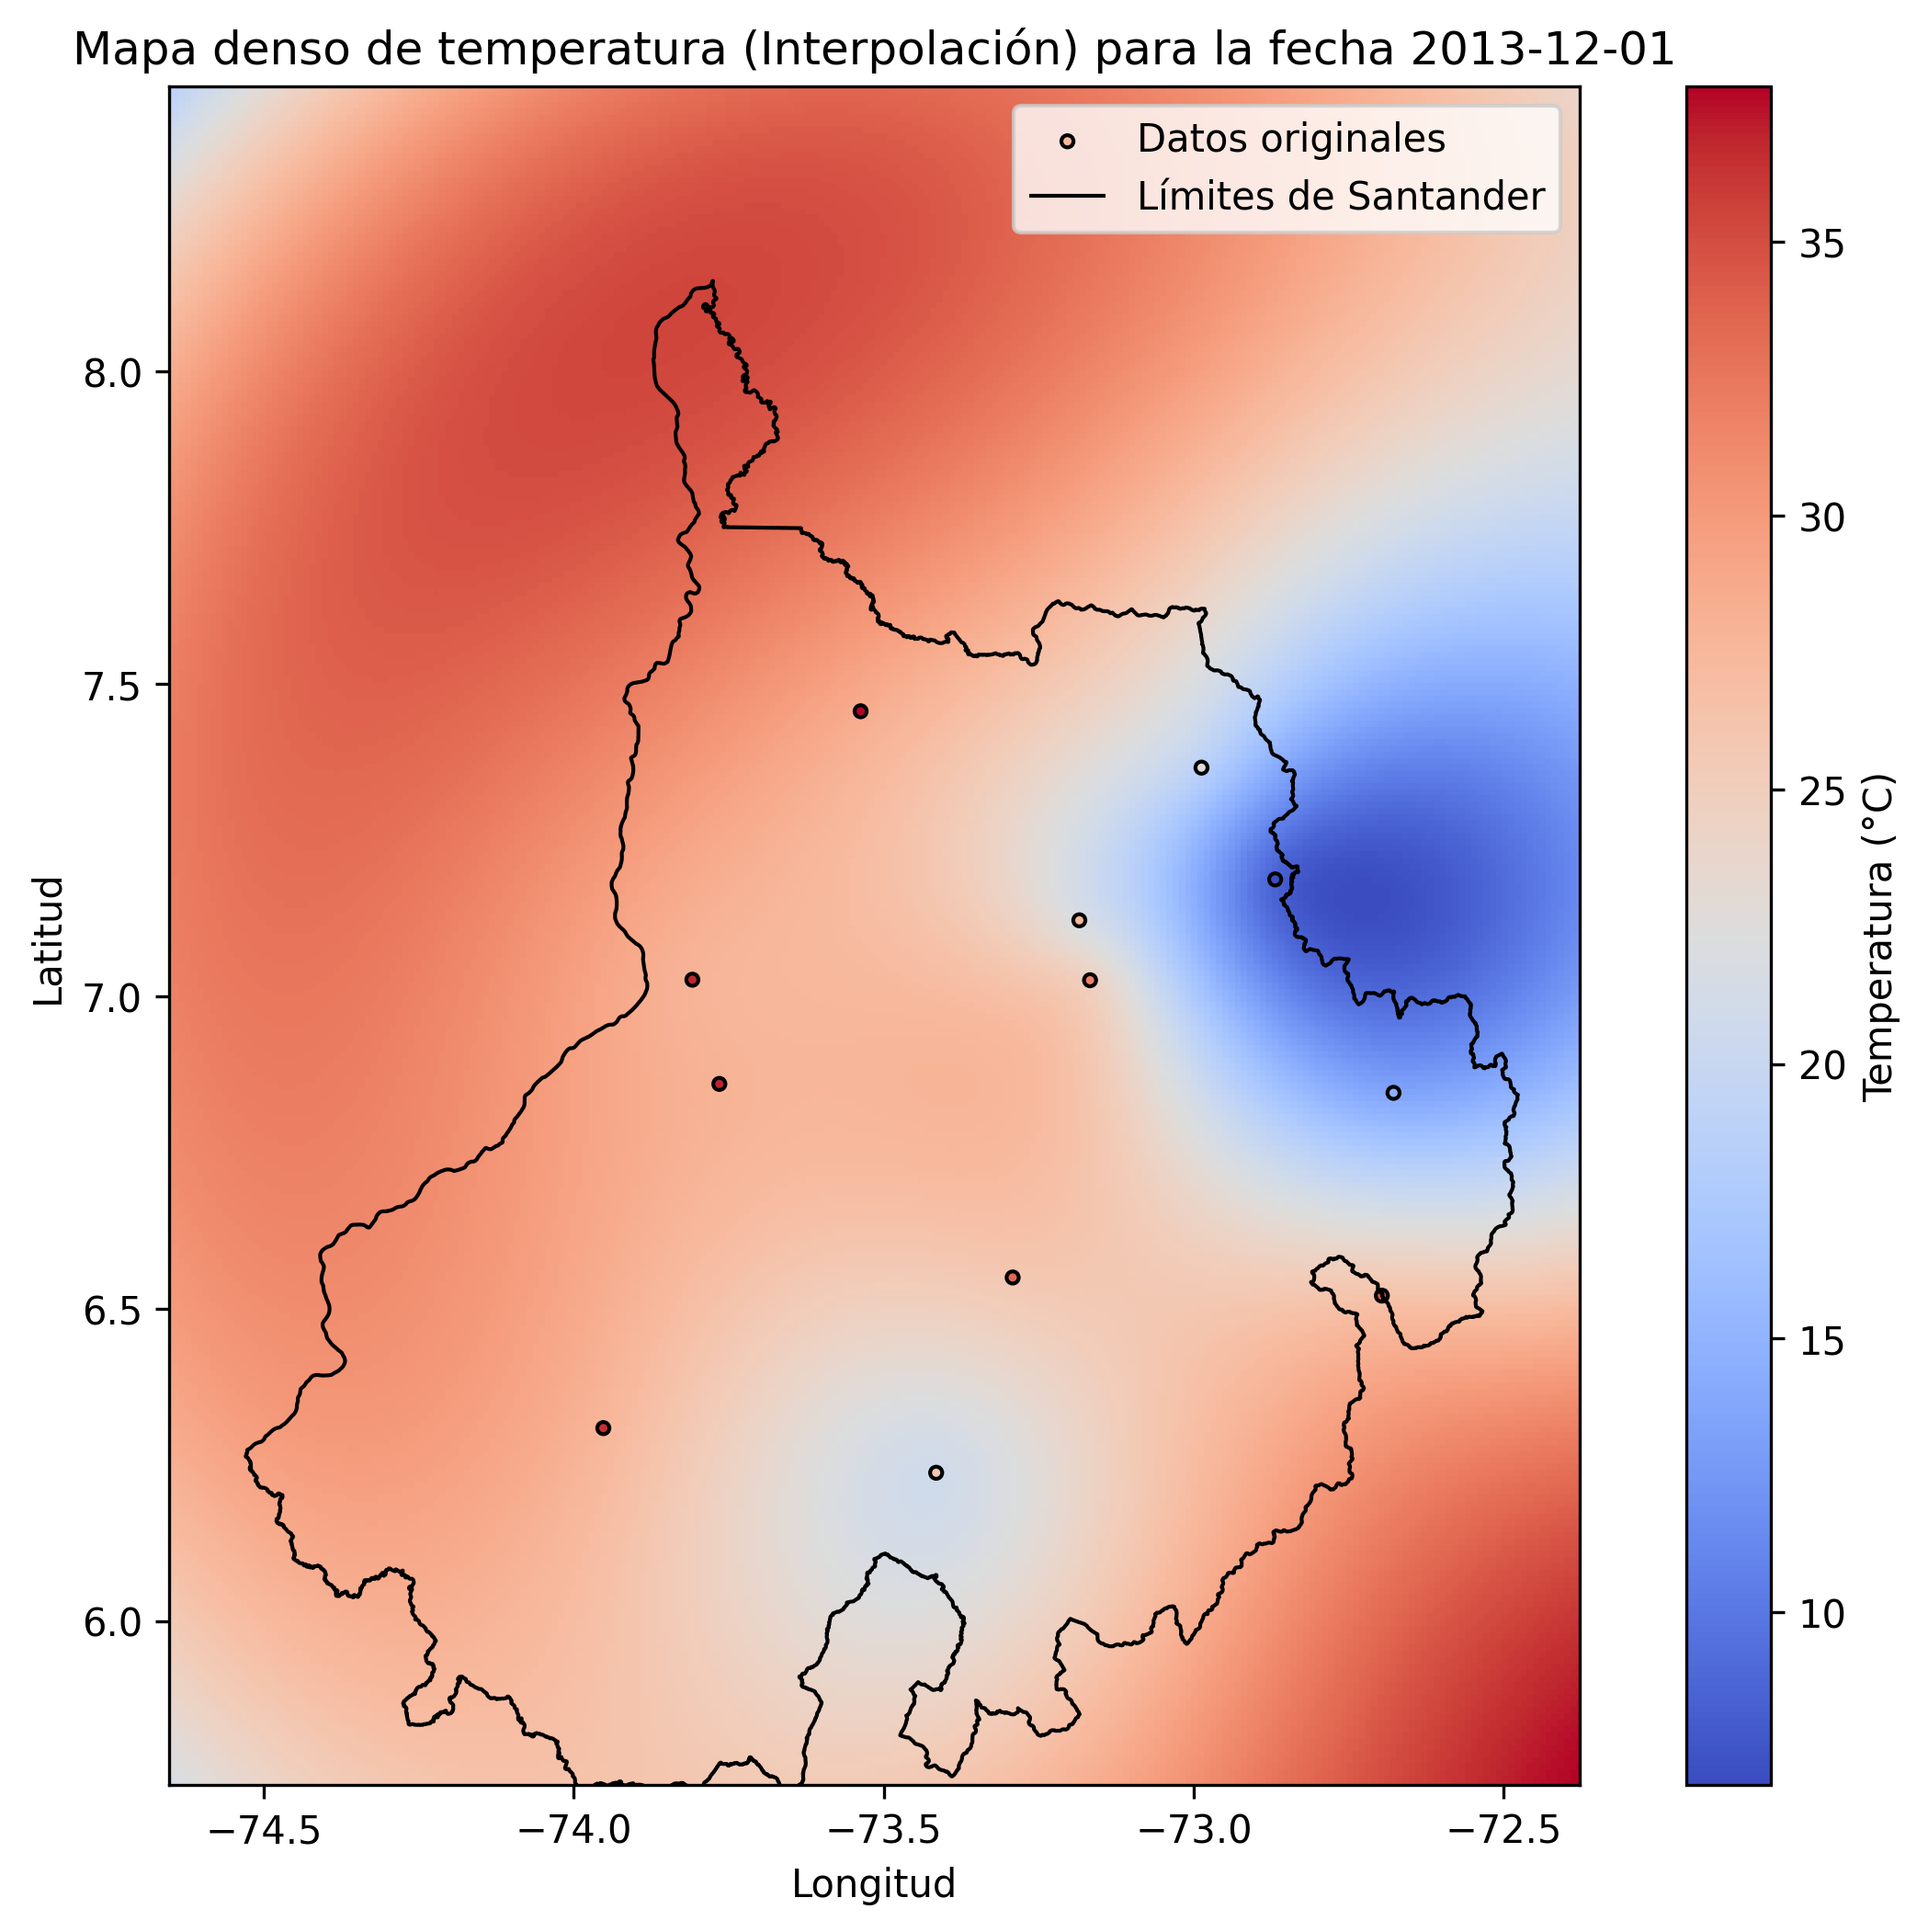 Mapa denso de temperatura (Interpolación) para la fecha 2013-12-01
Datos originales
Límites de Santander
8.0
7.5
7.0
6.5
6.0
Latitud
−74.5
−74.0
−73.5
−73.0
−72.5
Longitud
35
30
25
20
15
10
Temperatura (°C)